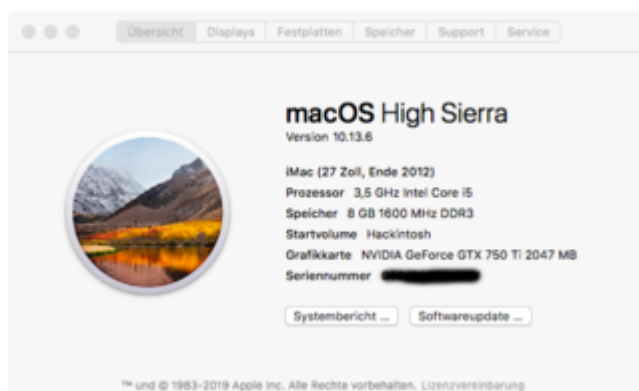 Übersicht Displays Festplatten Speicher Support Service
macOS High Sierra
Version 10.13.6
iMac (27 Zoll, Ende 2012)
Prozessor 3,5 GHz Intel Core i5
Speicher 8 GB 1600 MHz DDR3
Startvolume Hackintosh
Grafikkarte NVIDIA GeForce GTX 750 Ti 2047 MB
Seriennummer
Systembericht ... Softwareupdate ...
™ und © 1983-2019 Apple Inc. Alle Rechte vorbehalten. Lizenzvereinbarung